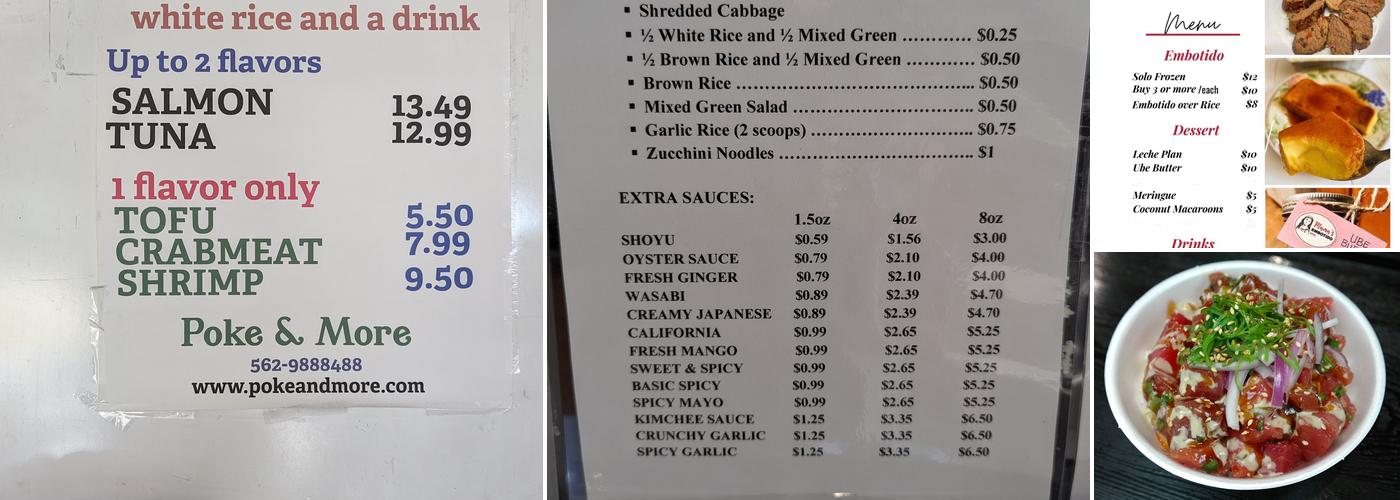 white rice and a drink
Up to 2 flavors
SALMON 13.49
TUNA 12.99
1 flavor only
TOFU 5.50
CRABMEAT 7.99
SHRIMP 9.50
Poke & More
562-9888488
www.pokeandmore.com
▪ Shredded Cabbage
▪ ½ White Rice and ½ Mixed Green ………… $0.25
▪ ½ Brown Rice and ½ Mixed Green ………… $0.50
▪ Brown Rice ………………………………... $0.50
▪ Mixed Green Salad ………………………... $0.50
▪ Garlic Rice (2 scoops) ……………………... $0.75
▪ Zucchini Noodles …………………………... $1
EXTRA SAUCES:
1.5oz 4oz 8oz
SHOYU $0.59 $1.56 $3.00
OYSTER SAUCE $0.79 $2.10 $4.00
FRESH GINGER $0.79 $2.10 $4.00
WASABI $0.89 $2.39 $4.70
CREAMY JAPANESE $0.89 $2.39 $4.70
CALIFORNIA $0.99 $2.65 $5.25
FRESH MANGO $0.99 $2.65 $5.25
SWEET & SPICY $0.99 $2.65 $5.25
BASIC SPICY $0.99 $2.65 $5.25
SPICY MAYO $0.99 $2.65 $5.25
KIMCHEE SAUCE $1.25 $3.35 $6.50
CRUNCHY GARLIC $1.25 $3.35 $6.50
SPICY GARLIC $1.25 $3.35 $6.50
Menu
Embotido
Solo Frozen $12
Buy 3 or more /each $10
Embotido over Rice $8
Dessert
Leche Plan $10
Ube Butter $10
Meringue $5
Coconut Macaroons $5
Drinks
EMBOTIDO
UBE